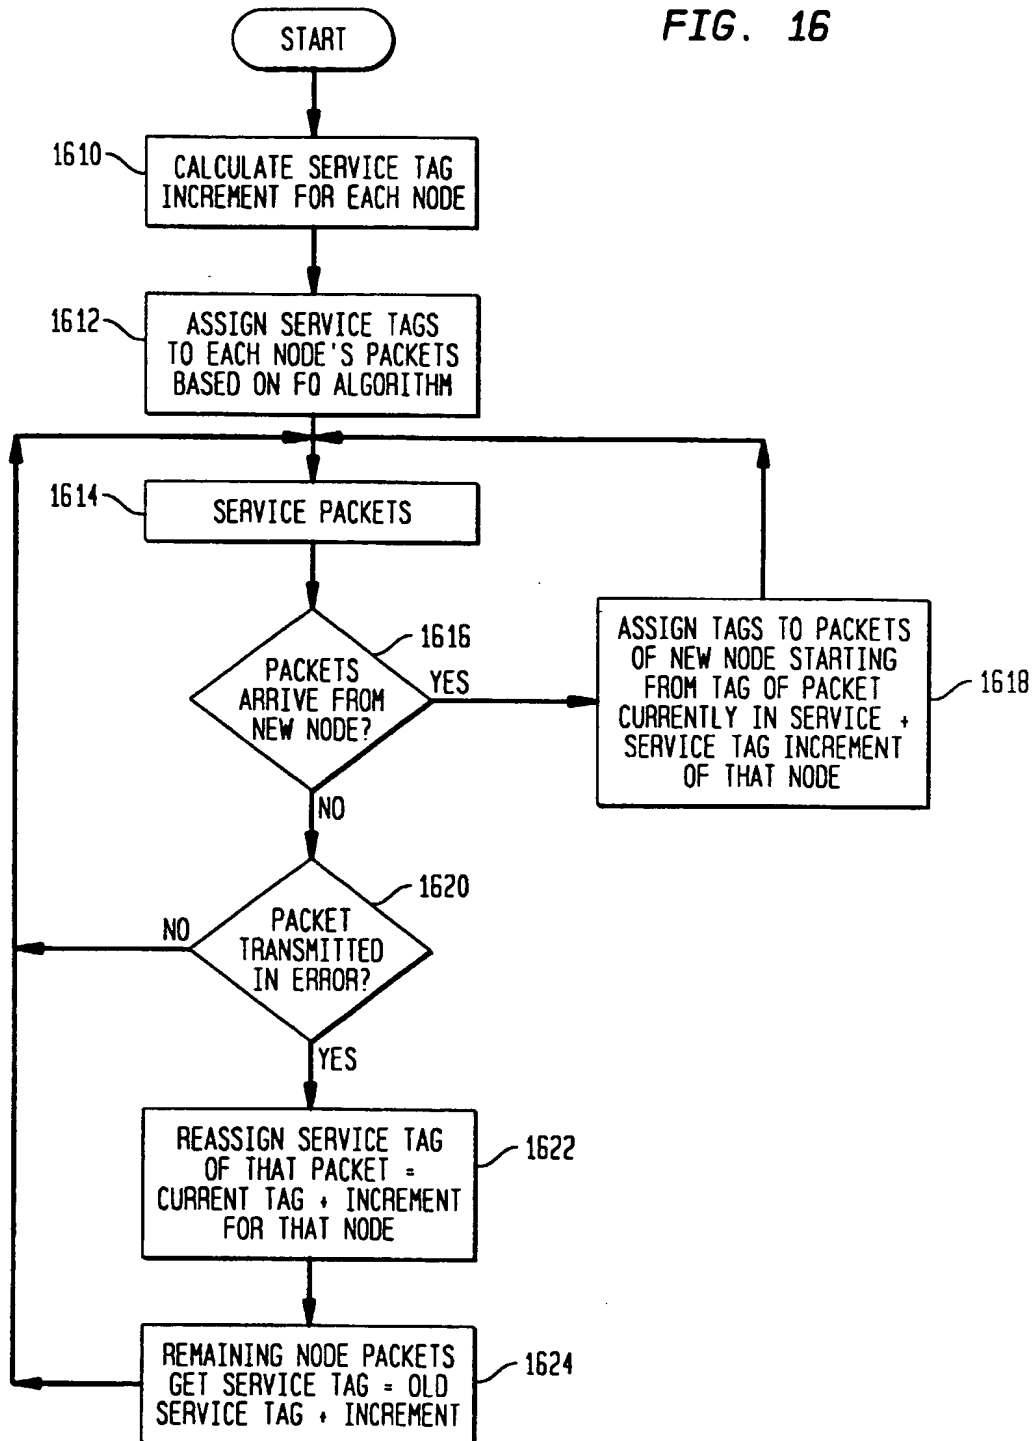 FIG. 16
START
1610
CALCULATE SERVICE TAG
INCREMENT FOR EACH NODE
1612
ASSIGN SERVICE TAGS
TO EACH NODE'S PACKETS
BASED ON FQ ALGORITHM
1614
SERVICE PACKETS
1616
PACKETS
ARRIVE FROM
NEW NODE?
YES
NO
ASSIGN TAGS TO PACKETS
OF NEW NODE STARTING
FROM TAG OF PACKET
CURRENTLY IN SERVICE +
SERVICE TAG INCREMENT
OF THAT NODE
1618
1620
PACKET
TRANSMITTED
IN ERROR?
NO
YES
REASSIGN SERVICE TAG
OF THAT PACKET =
CURRENT TAG + INCREMENT
FOR THAT NODE
1622
REMAINING NODE PACKETS
GET SERVICE TAG = OLD
SERVICE TAG + INCREMENT
1624